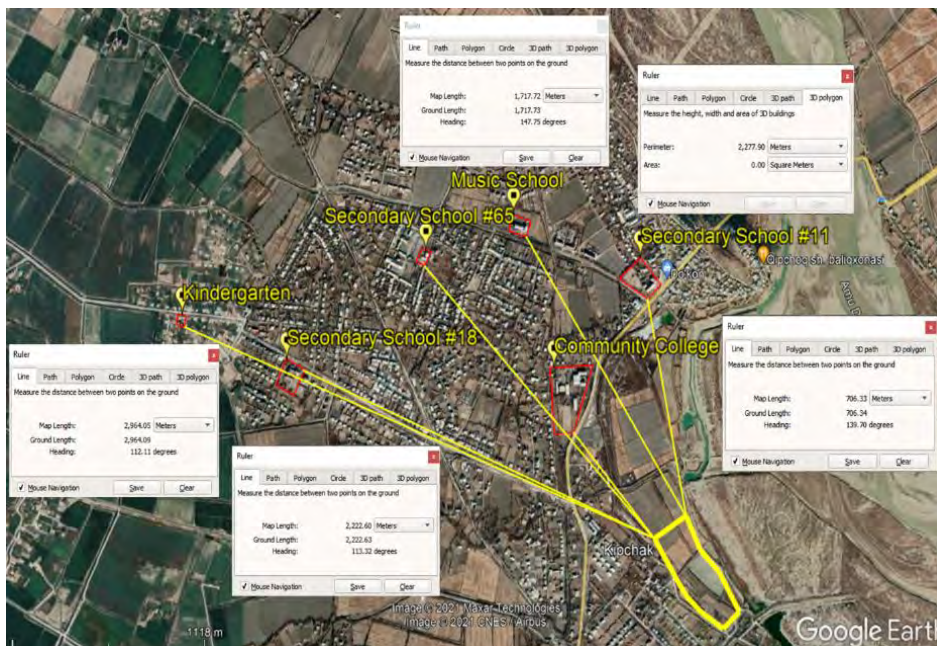 Ruler
Line Path Polygon Circle 3D path 3D polygon
Measure the distance between two points on the ground
Map Length: 1,717.72 Meters
Ground Length: 1,717.73
Heading: 147.75 degrees
Mouse Navigation Save Clear
Ruler
Line Path Polygon Circle 3D path 3D polygon
Measure the height, width and area of 3D buildings
Perimeter: 2,277.90 Meters
Area: 0.00 Square Meters
Mouse Navigation
Music School
Secondary School #65
Secondary School #11
Qipchoq sh. baliqxonasi
Amu D
Kindergarten
Secondary School #18
Community College
Ruler
Line Path Polygon Circle 3D path 3D polygon
Measure the distance between two points on the ground
Map Length: 706.33 Meters
Ground Length: 706.34
Heading: 139.70 degrees
Mouse Navigation Save Clear
Ruler
Line Path Polygon Circle 3D path 3D polygon
Measure the distance between two points on the ground
Map Length: 2,964.05 Meters
Ground Length: 2,964.09
Heading: 112.11 degrees
Mouse Navigation Save Clear
Ruler
Line Path Polygon Circle 3D path 3D polygon
Measure the distance between two points on the ground
Map Length: 2,222.60 Meters
Ground Length: 2,222.63
Heading: 113.32 degrees
Mouse Navigation Save Clear
Kipchak
Image © 2021 Maxar Technologies
Image © 2021 CNES / Airbus
1118 m
Google Earth